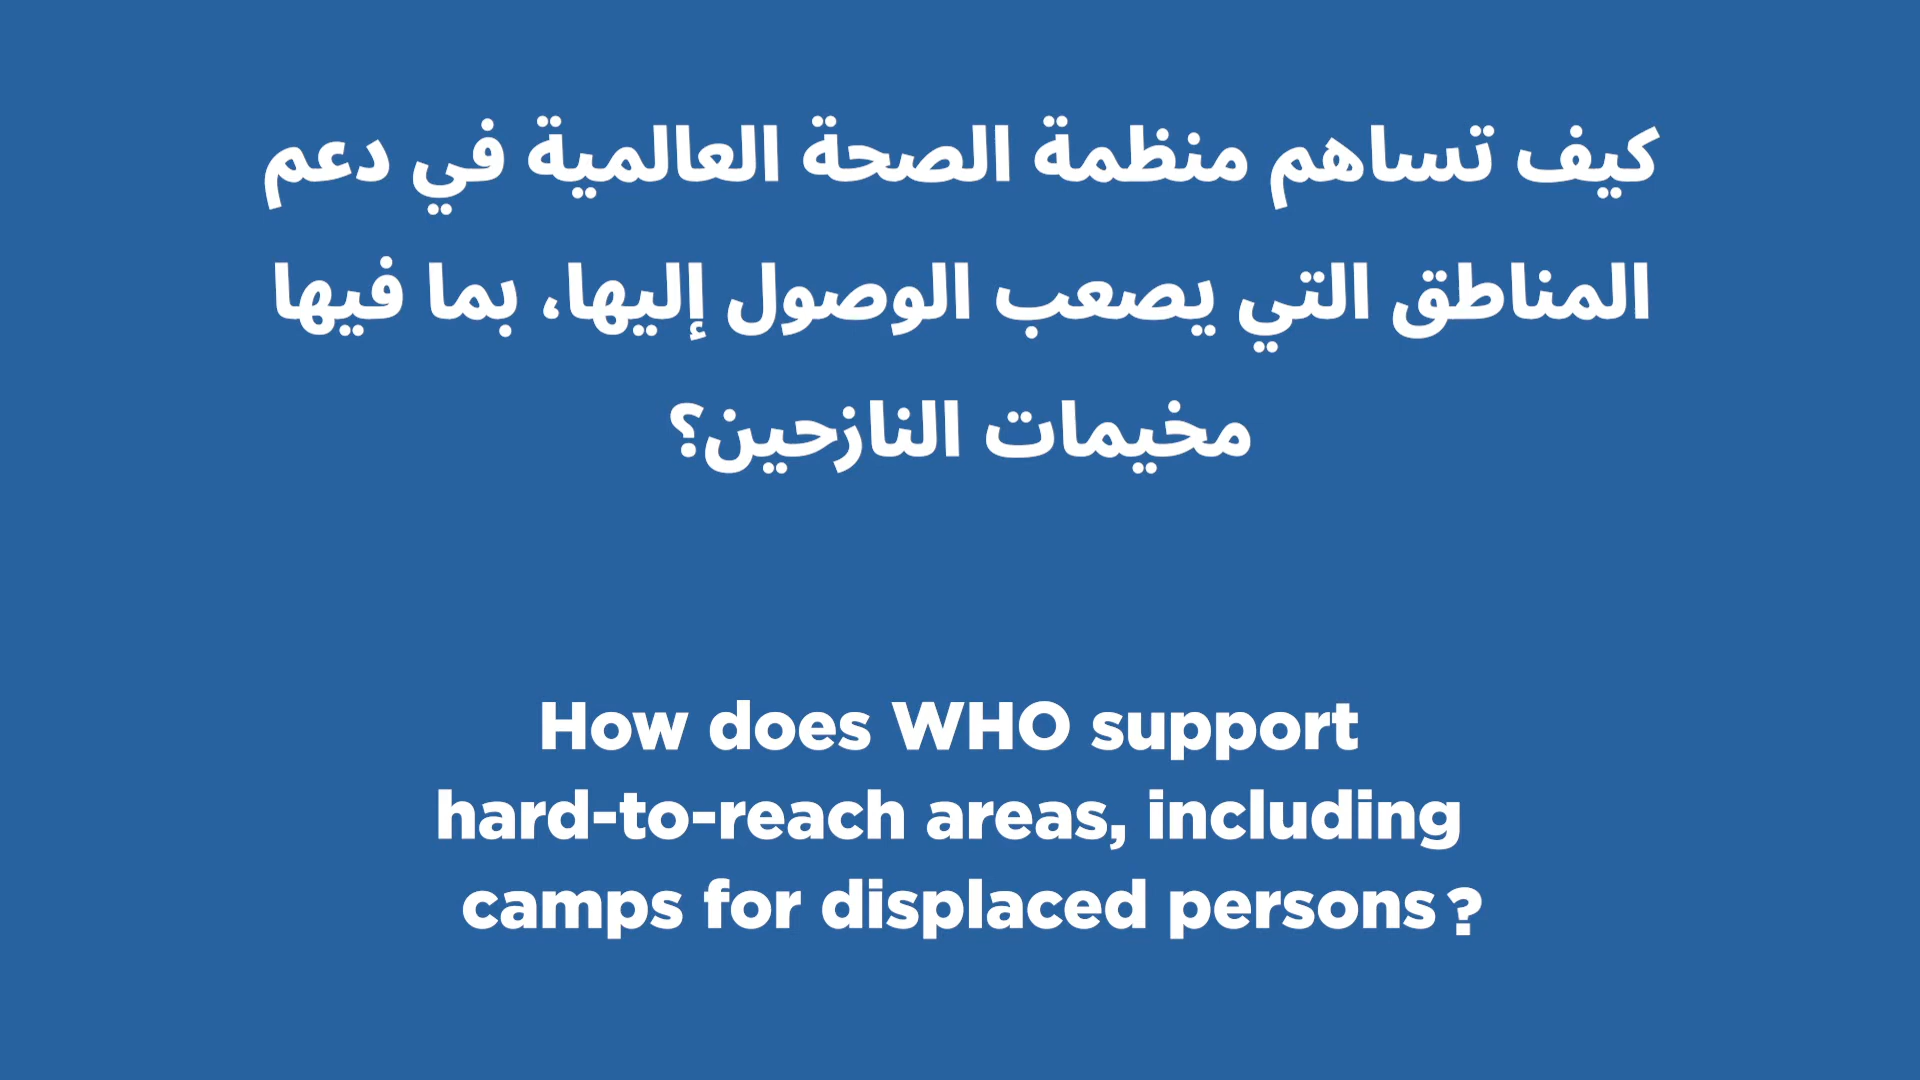 كيف تساهم منظمة الصحة العالمية في دعم
المناطق التي يصعب الوصول إليها، بما فيها
مخيمات النازحين؟
How does WHO support
hard-to-reach areas, including
camps for displaced persons?